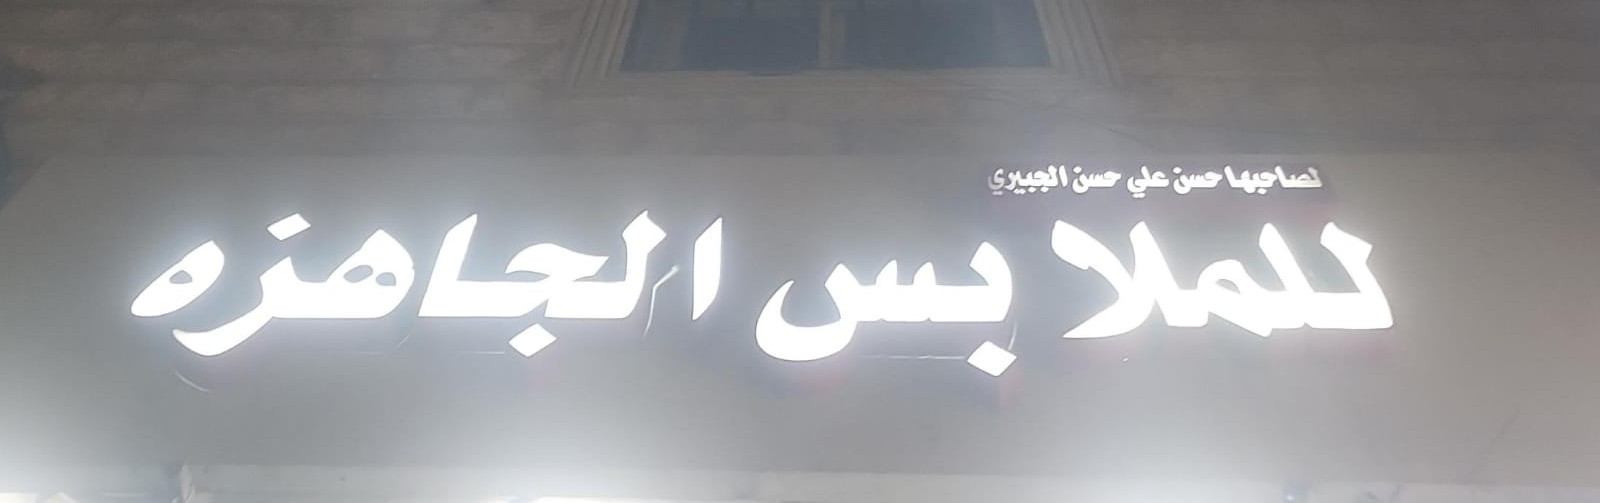 لصاحبها حسن علي حسن الجبيري
للملابس الجاهزه